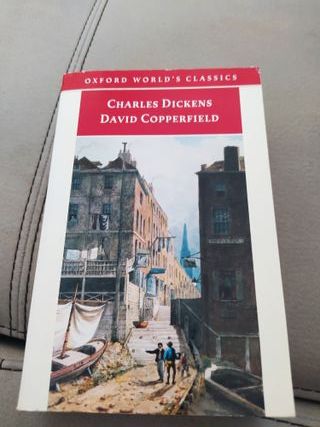 OXFORD WORLD'S CLASSICS
CHARLES DICKENS
DAVID COPPERFIELD